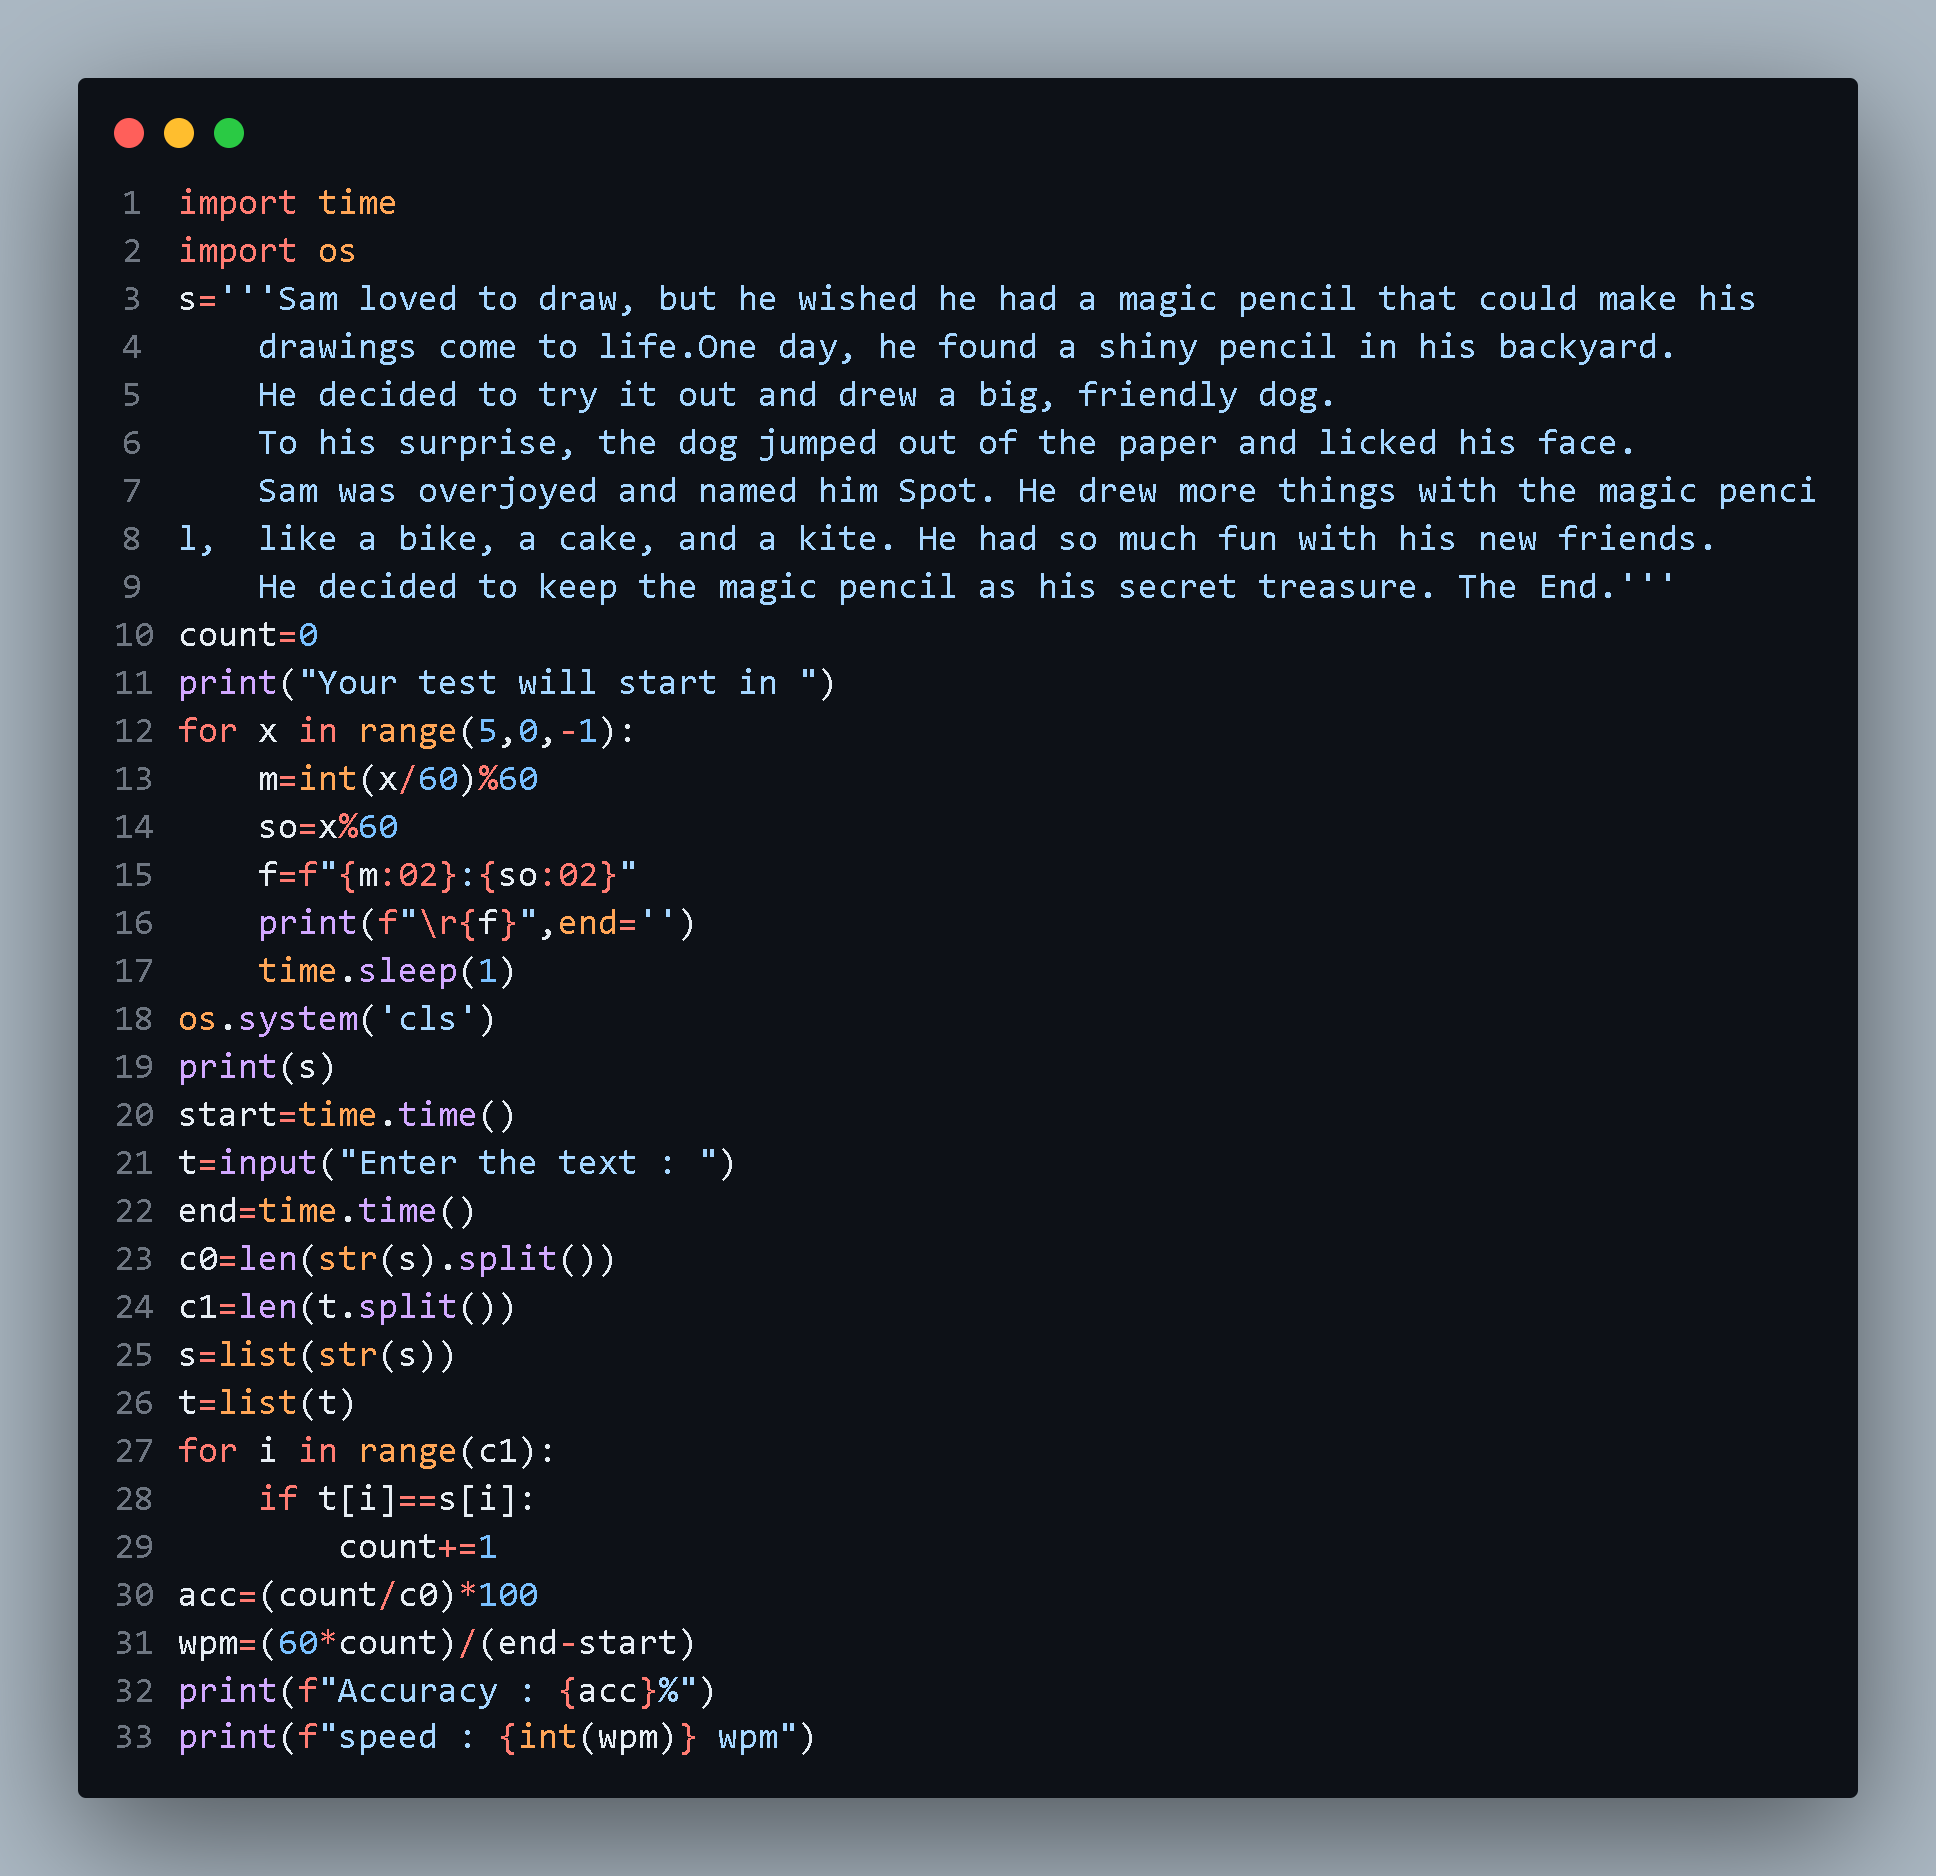 1 import time
2 import os
3 s='''Sam loved to draw, but he wished he had a magic pencil that could make his
4     drawings come to life.One day, he found a shiny pencil in his backyard.
5     He decided to try it out and drew a big, friendly dog.
6     To his surprise, the dog jumped out of the paper and licked his face.
7     Sam was overjoyed and named him Spot. He drew more things with the magic penci
8 l,  like a bike, a cake, and a kite. He had so much fun with his new friends.
9     He decided to keep the magic pencil as his secret treasure. The End.'''
10 count=0
11 print("Your test will start in ")
12 for x in range(5,0,-1):
13     m=int(x/60)%60
14     so=x%60
15     f=f"{m:02}:{so:02}"
16     print(f"\r{f}",end='')
17     time.sleep(1)
18 os.system('cls')
19 print(s)
20 start=time.time()
21 t=input("Enter the text : ")
22 end=time.time()
23 c0=len(str(s).split())
24 c1=len(t.split())
25 s=list(str(s))
26 t=list(t)
27 for i in range(c1):
28     if t[i]==s[i]:
29         count+=1
30 acc=(count/c0)*100
31 wpm=(60*count)/(end-start)
32 print(f"Accuracy : {acc}%")
33 print(f"speed : {int(wpm)} wpm")